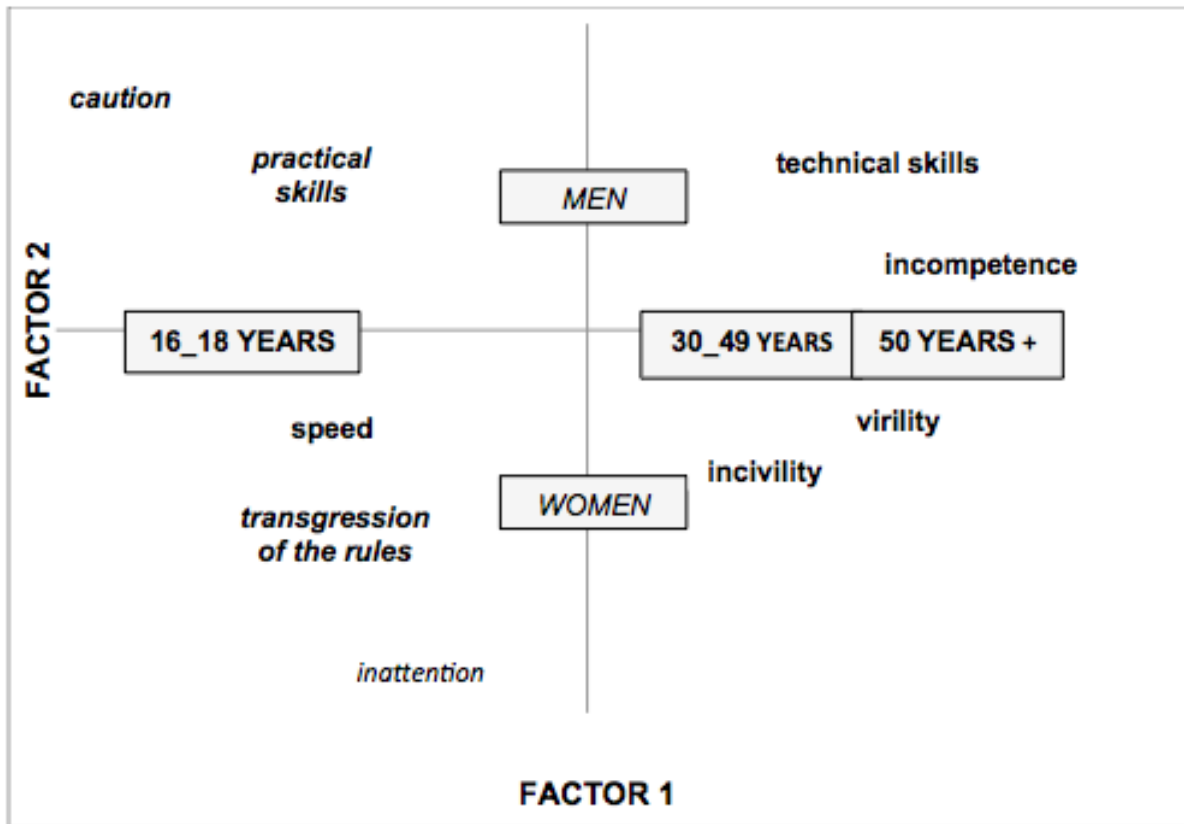 caution
practical
skills
technical skills
MEN
incompetence
FACTOR 2
16_18 YEARS
30_49 YEARS
50 YEARS +
virility
speed
incivility
WOMEN
transgression
of the rules
inattention
FACTOR 1